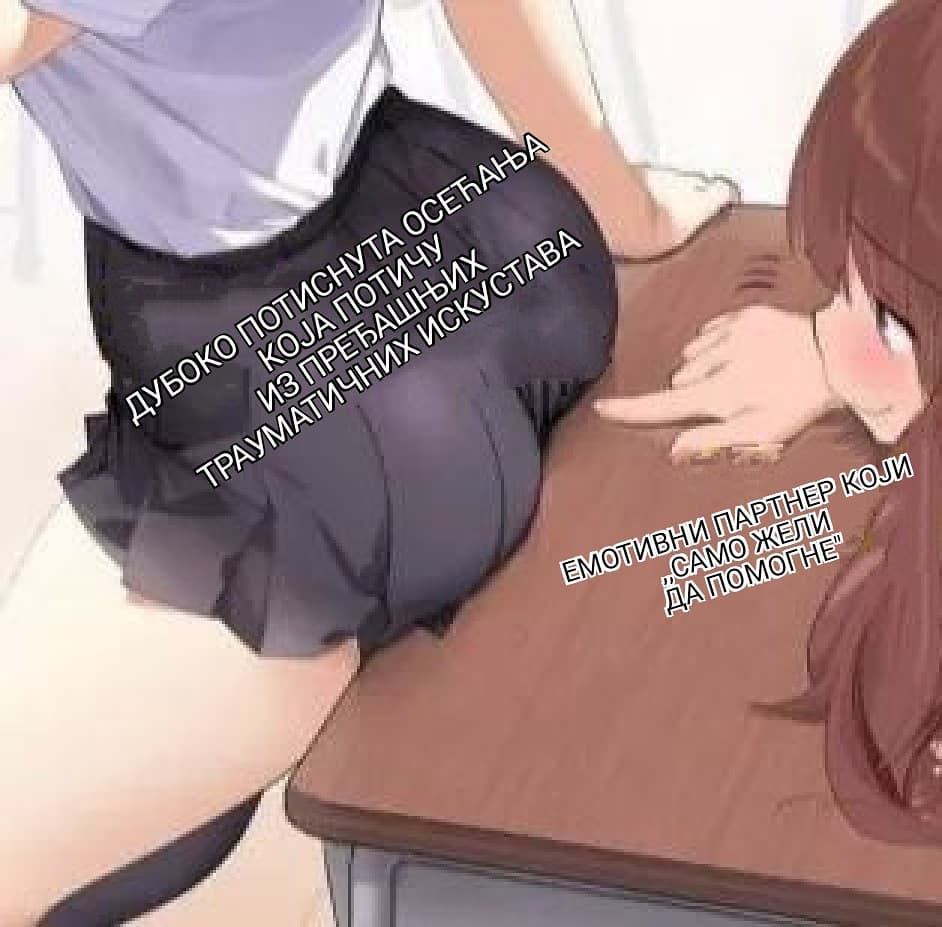 ДУБОКО ПОТИСНУТА ОСЕЋАЊА
КОЈА ПОТИЧУ
ИЗ ПРЕЂАШЊИХ
ТРАУМАТИЧНИХ ИСКУСТАВА
ЕМОТИВНИ ПАРТНЕР КОЈИ
,,САМО ЖЕЛИ
ДА ПОМОГНЕ"